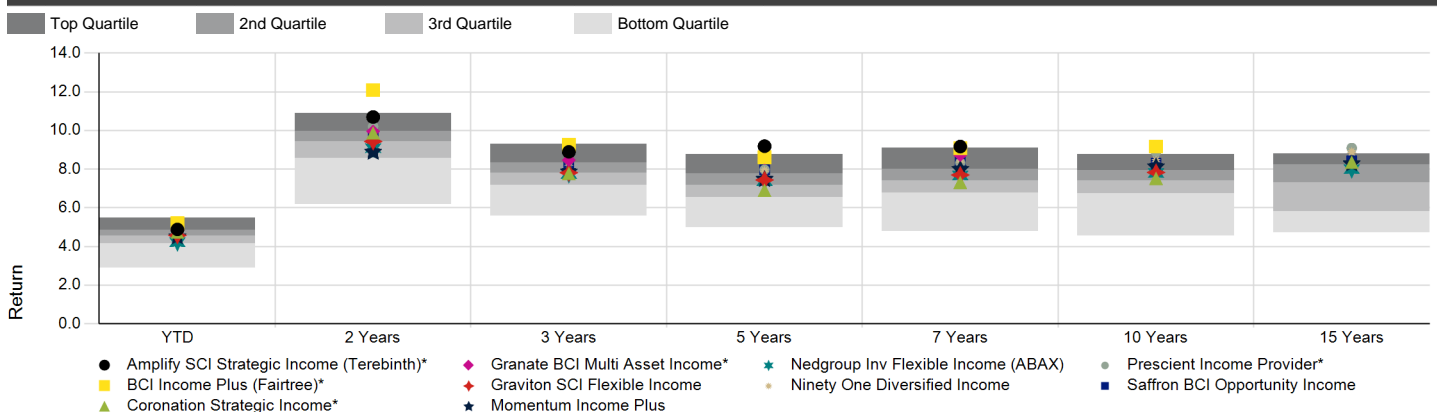 Top Quartile 2nd Quartile 3rd Quartile Bottom Quartile
14.0
12.0
10.0
8.0
6.0
4.0
2.0
0.0
Return
YTD 2 Years 3 Years 5 Years 7 Years 10 Years 15 Years
Amplify SCI Strategic Income (Terebinth)* Granate BCI Multi Asset Income* Nedgroup Inv Flexible Income (ABAX) Prescient Income Provider*
BCI Income Plus (Fairtree)* Graviton SCI Flexible Income Ninety One Diversified Income Saffron BCI Opportunity Income
Coronation Strategic Income* Momentum Income Plus